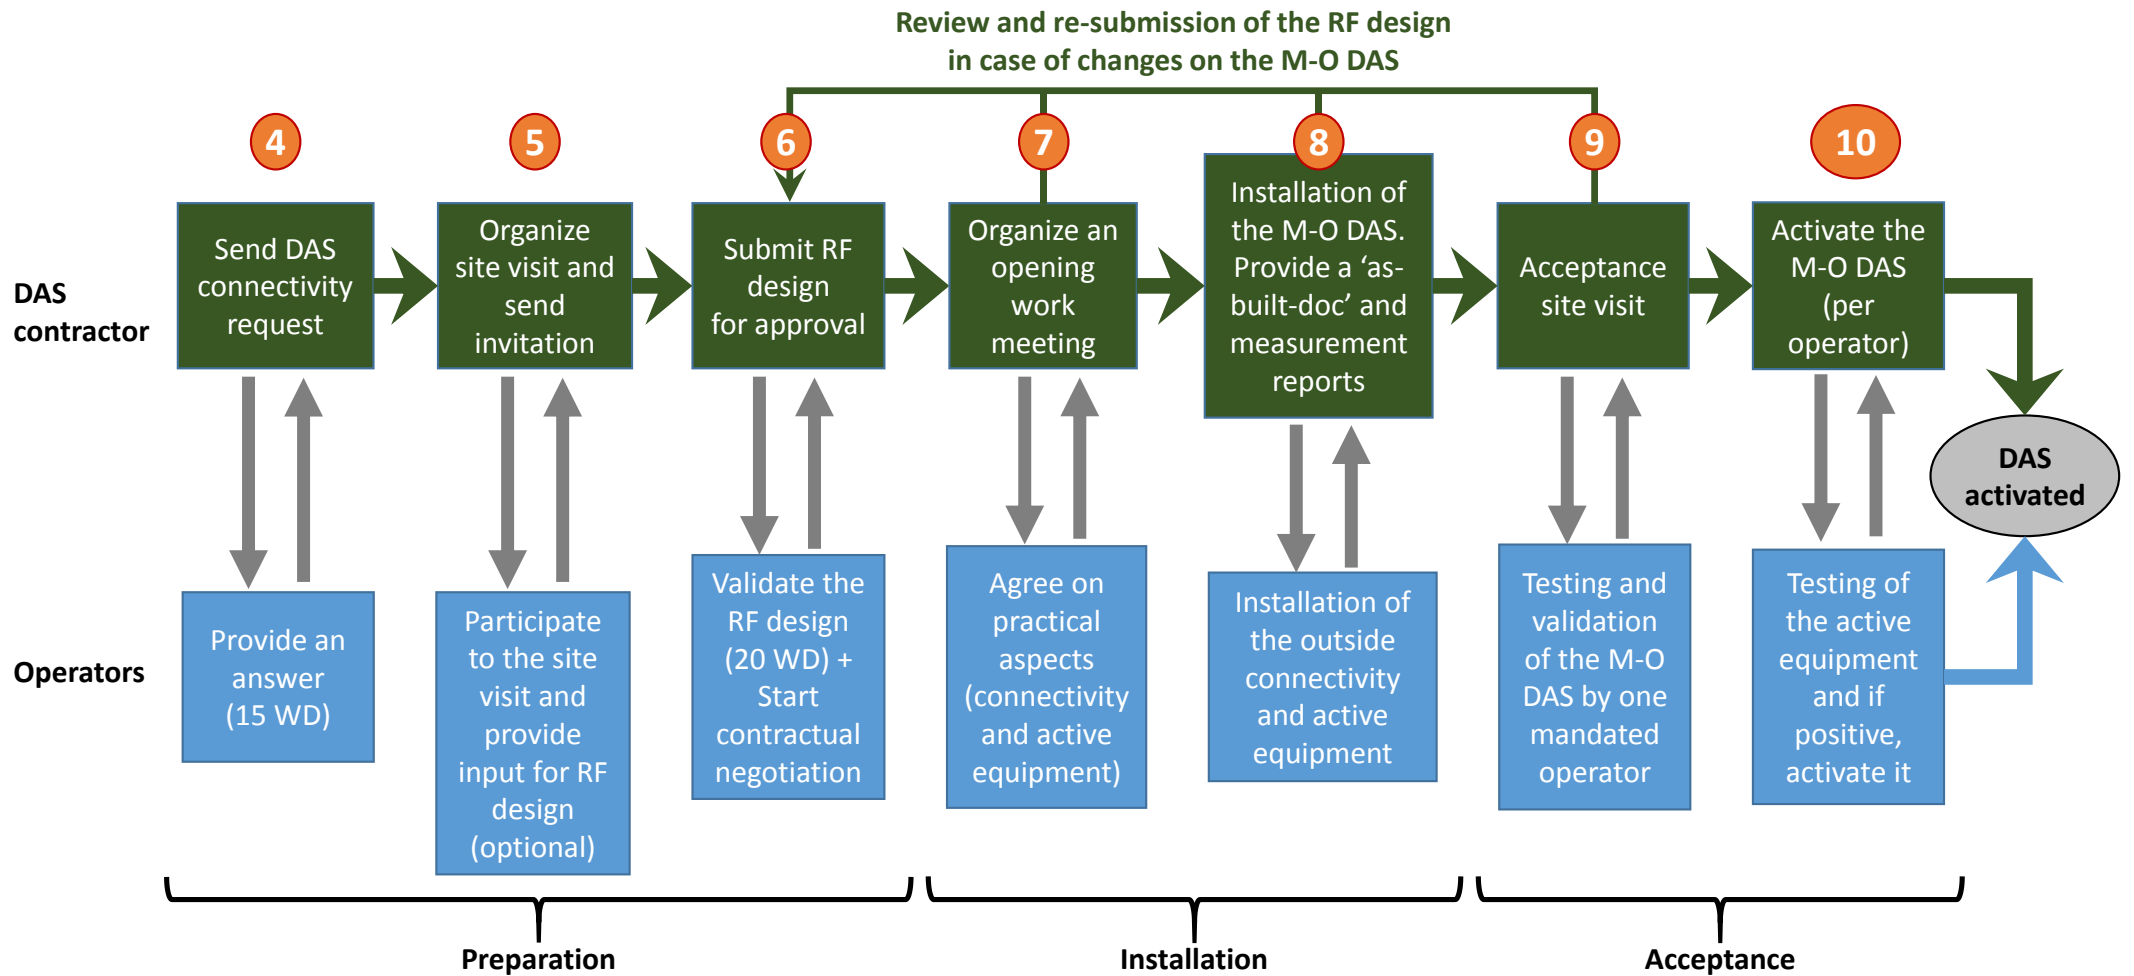 Review and re-submission of the RF design
in case of changes on the M-O DAS
4
5
6
7
8
9
10
DAS
contractor
Send DAS
connectivity
request
Organize
site visit and
send
invitation
Submit RF
design
for approval
Organize an
opening
work
meeting
Installation of
the M-O DAS.
Provide a ‘as-
built-doc’ and
measurement
reports
Acceptance
site visit
Activate the
M-O DAS
(per
operator)
DAS
activated
Operators
Provide an
answer
(15 WD)
Participate
to the site
visit and
provide
input for RF
design
(optional)
Validate the
RF design
(20 WD) +
Start
contractual
negotiation
Agree on
practical
aspects
(connectivity
and active
equipment)
Installation of
the outside
connectivity
and active
equipment
Testing and
validation
of the M-O
DAS by one
mandated
operator
Testing of
the active
equipment
and if
positive,
activate it
Preparation
Installation
Acceptance